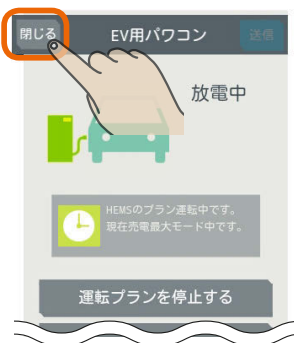 閉じる
EV用パワコン
送信
放電中
HEMSのプラン運転中です。
現在売電最大モード中です。
運転プランを停止する